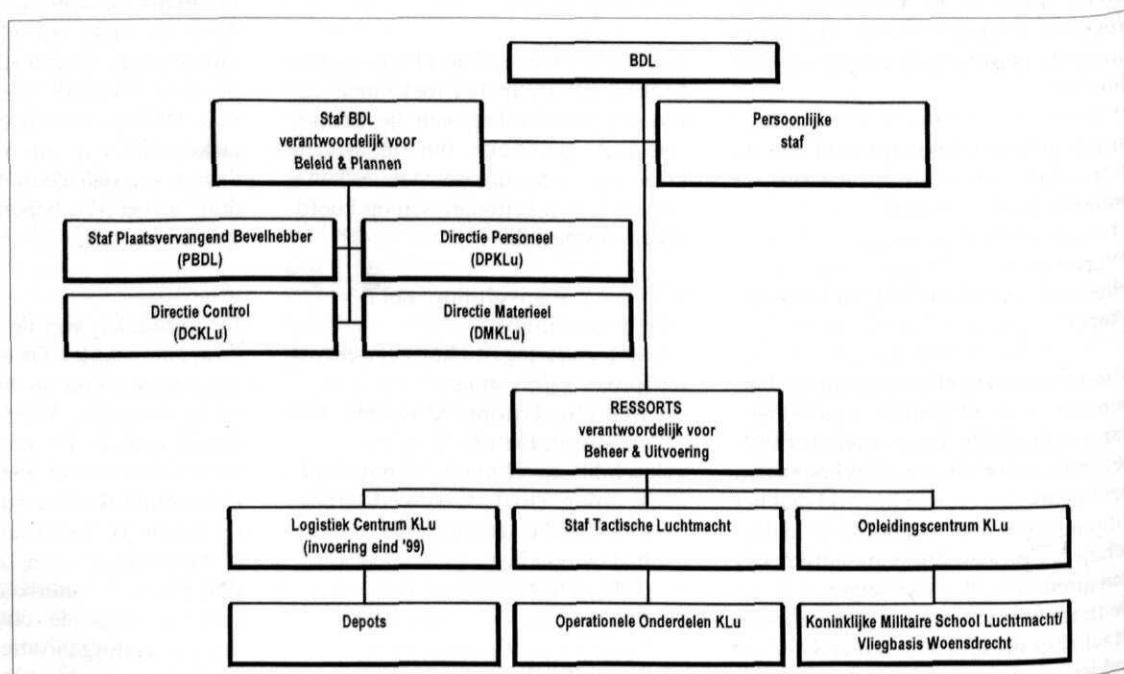 BDL
Staf BDL
verantwoordelijk voor
Beleid & Plannen
Persoonlijke
staf
Staf Plaatsvervangend Bevelhebber
(PBDL)
Directie Personeel
(DPKLu)
Directie Control
(DCKLu)
Directie Materieel
(DMKLu)
RESSORTS
verantwoordelijk voor
Beheer & Uitvoering
Logistiek Centrum KLu
(invoering eind '99)
Staf Tactische Luchtmacht
Opleidingscentrum KLu
Depots
Operationele Onderdelen KLu
Koninklijke Militaire School Luchtmacht/
Vliegbasis Woensdrecht